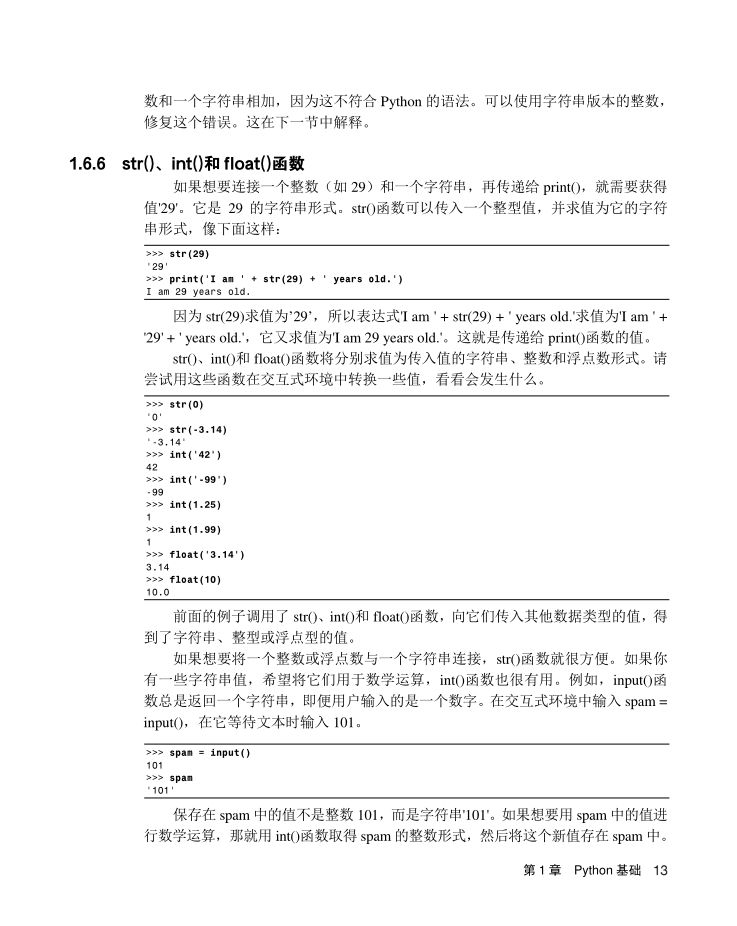 数和一个字符串相加，因为这不符合 Python 的语法。可以使用字符串版本的整数，
修复这个错误。这在下一节中解释。
1.6.6 str()、int()和 float()函数
如果想要连接一个整数（如 29）和一个字符串，再传递给 print()，就需要获得
值'29'。它是 29 的字符串形式。str()函数可以传入一个整型值，并求值为它的字符
串形式，像下面这样：
>>> str(29)
'29'
>>> print('I am ' + str(29) + ' years old.')
I am 29 years old.
因为 str(29)求值为’29’，所以表达式'I am ' + str(29) + ' years old.'求值为'I am ' +
'29' + ' years old.'，它又求值为'I am 29 years old.'。这就是传递给 print()函数的值。
str()、int()和 float()函数将分别求值为传入值的字符串、整数和浮点数形式。请
尝试用这些函数在交互式环境中转换一些值，看看会发生什么。
>>> str(0)
'0'
>>> str(-3.14)
'-3.14'
>>> int('42')
42
>>> int('-99')
-99
>>> int(1.25)
1
>>> int(1.99)
1
>>> float('3.14')
3.14
>>> float(10)
10.0
前面的例子调用了 str()、int()和 float()函数，向它们传入其他数据类型的值，得
到了字符串、整型或浮点型的值。
如果想要将一个整数或浮点数与一个字符串连接，str()函数就很方便。如果你
有一些字符串值，希望将它们用于数学运算，int()函数也很有用。例如，input()函
数总是返回一个字符串，即便用户输入的是一个数字。在交互式环境中输入 spam =
input()，在它等待文本时输入 101。
>>> spam = input()
101
>>> spam
'101'
保存在 spam 中的值不是整数 101，而是字符串'101'。如果想要用 spam 中的值进
行数学运算，那就用 int()函数取得 spam 的整数形式，然后将这个新值存在 spam 中。
第 1 章 Python 基础 13